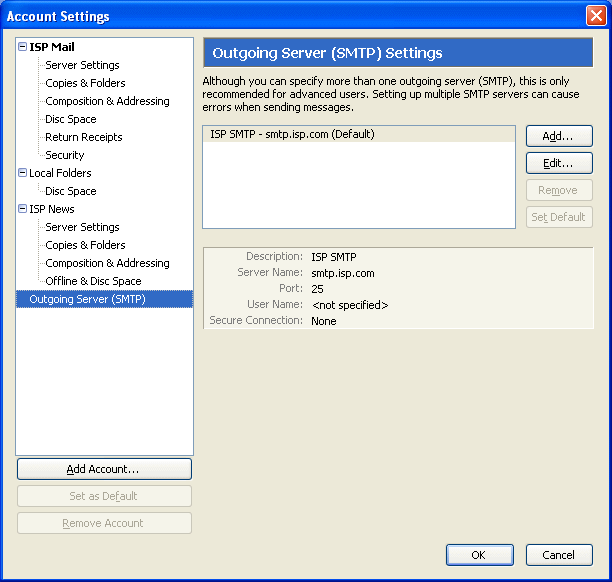 Account Settings
ISP Mail
Server Settings
Copies & Folders
Composition & Addressing
Disc Space
Return Receipts
Security
Local Folders
Disc Space
ISP News
Server Settings
Copies & Folders
Composition & Addressing
Offline & Disc Space
Outgoing Server (SMTP)
Add Account...
Set as Default
Remove Account
Outgoing Server (SMTP) Settings
Although you can specify more than one outgoing server (SMTP), this is only
recommended for advanced users. Setting up multiple SMTP servers can cause
errors when sending messages.
ISP SMTP - smtp.isp.com (Default)
Add...
Edit...
Remove
Set Default
Description: ISP SMTP
Server Name: smtp.isp.com
Port: 25
User Name: <not specified>
Secure Connection: None
OK
Cancel